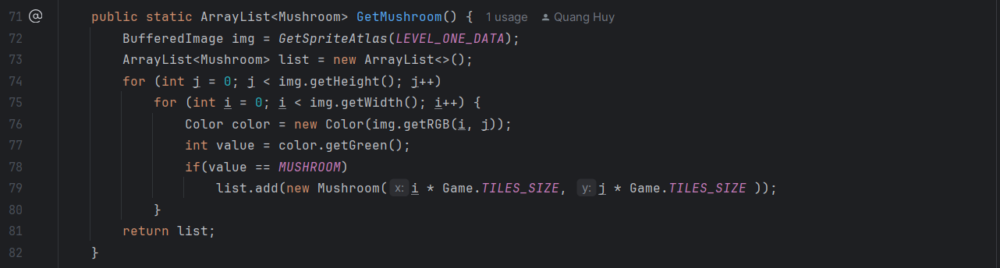 71 @ public static ArrayList<Mushroom> GetMushroom() { 1 usage Quang Huy
72 BufferedImage img = GetSpriteAtlas(LEVEL_ONE_DATA);
73 ArrayList<Mushroom> list = new ArrayList<>();
74 for (int j = 0; j < img.getHeight(); j++)
75 for (int i = 0; i < img.getWidth(); i++) {
76 Color color = new Color(img.getRGB(i, j));
77 int value = color.getGreen();
78 if(value == MUSHROOM)
79 list.add(new Mushroom( x: i * Game.TILES_SIZE, y: j * Game.TILES_SIZE ));
80 }
81 return list;
82 }